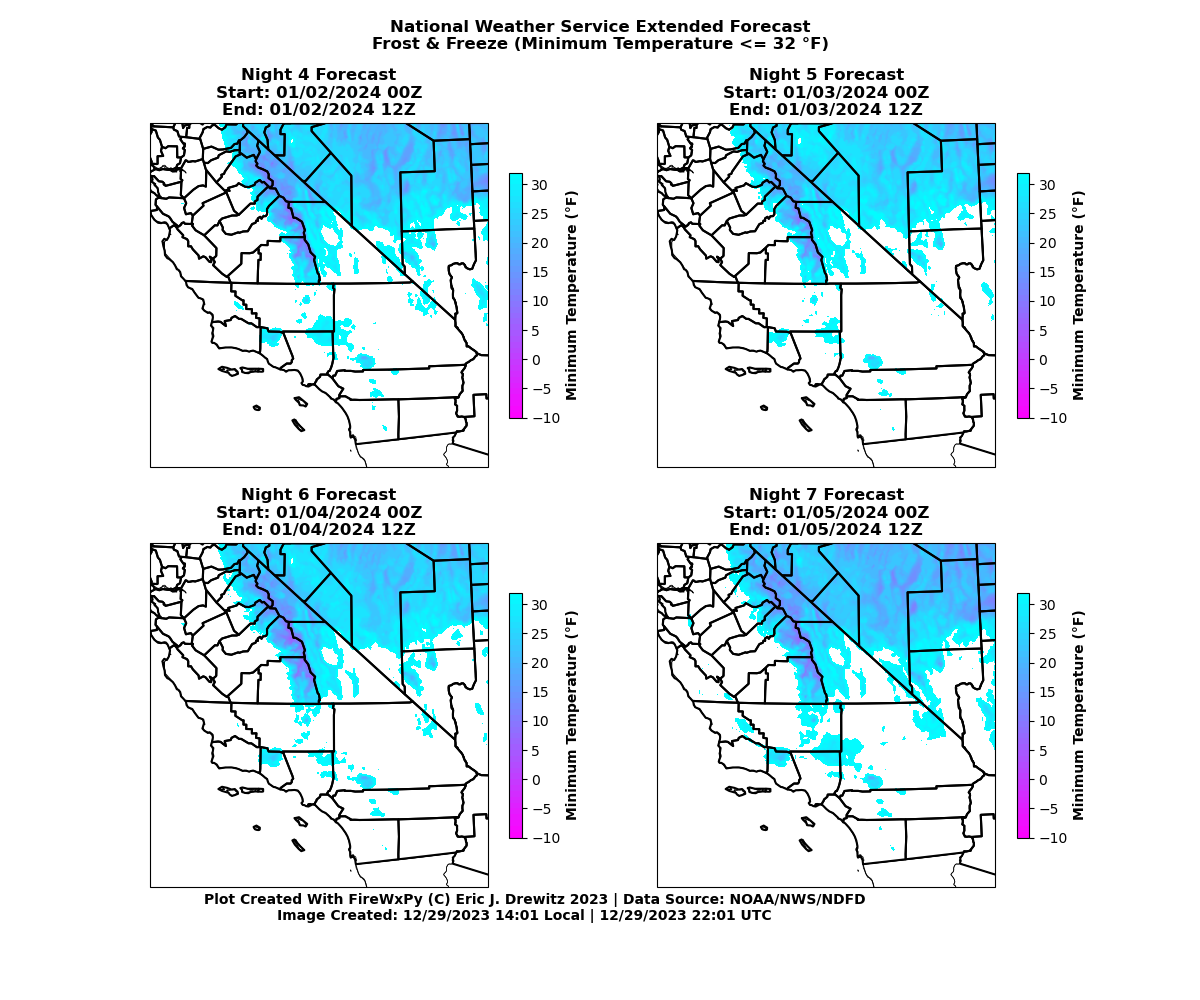 National Weather Service Extended Forecast
Frost & Freeze (Minimum Temperature <= 32 °F)
Night 4 Forecast
Start: 01/02/2024 00Z
End: 01/02/2024 12Z
30
25
20
15
10
5
0
−5
−10
Minimum Temperature (°F)
Night 5 Forecast
Start: 01/03/2024 00Z
End: 01/03/2024 12Z
30
25
20
15
10
5
0
−5
−10
Minimum Temperature (°F)
Night 6 Forecast
Start: 01/04/2024 00Z
End: 01/04/2024 12Z
30
25
20
15
10
5
0
−5
−10
Minimum Temperature (°F)
Night 7 Forecast
Start: 01/05/2024 00Z
End: 01/05/2024 12Z
30
25
20
15
10
5
0
−5
−10
Minimum Temperature (°F)
Plot Created With FireWxPy (C) Eric J. Drewitz 2023 | Data Source: NOAA/NWS/NDFD
Image Created: 12/29/2023 14:01 Local | 12/29/2023 22:01 UTC